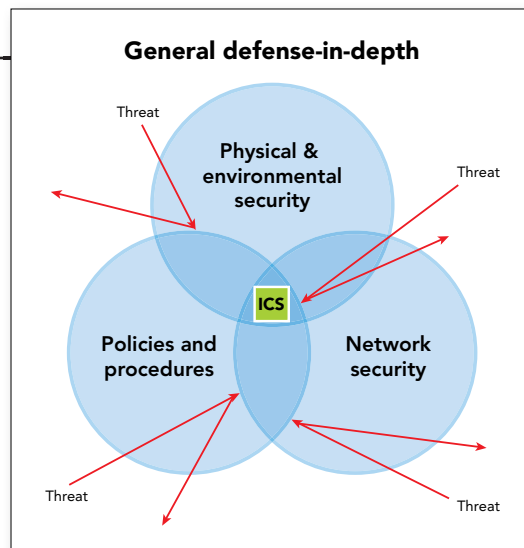 General defense-in-depth
Threat
Physical &
environmental
security
Threat
ICS
Policies and
procedures
Network
security
Threat
Threat